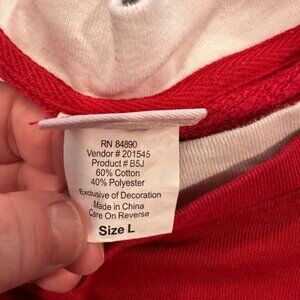 RN 84890
Vendor # 201545
Product # B5J
60% Cotton
40% Polyester
Exclusive of Decoration
Made in China
Care On Reverse
Size L